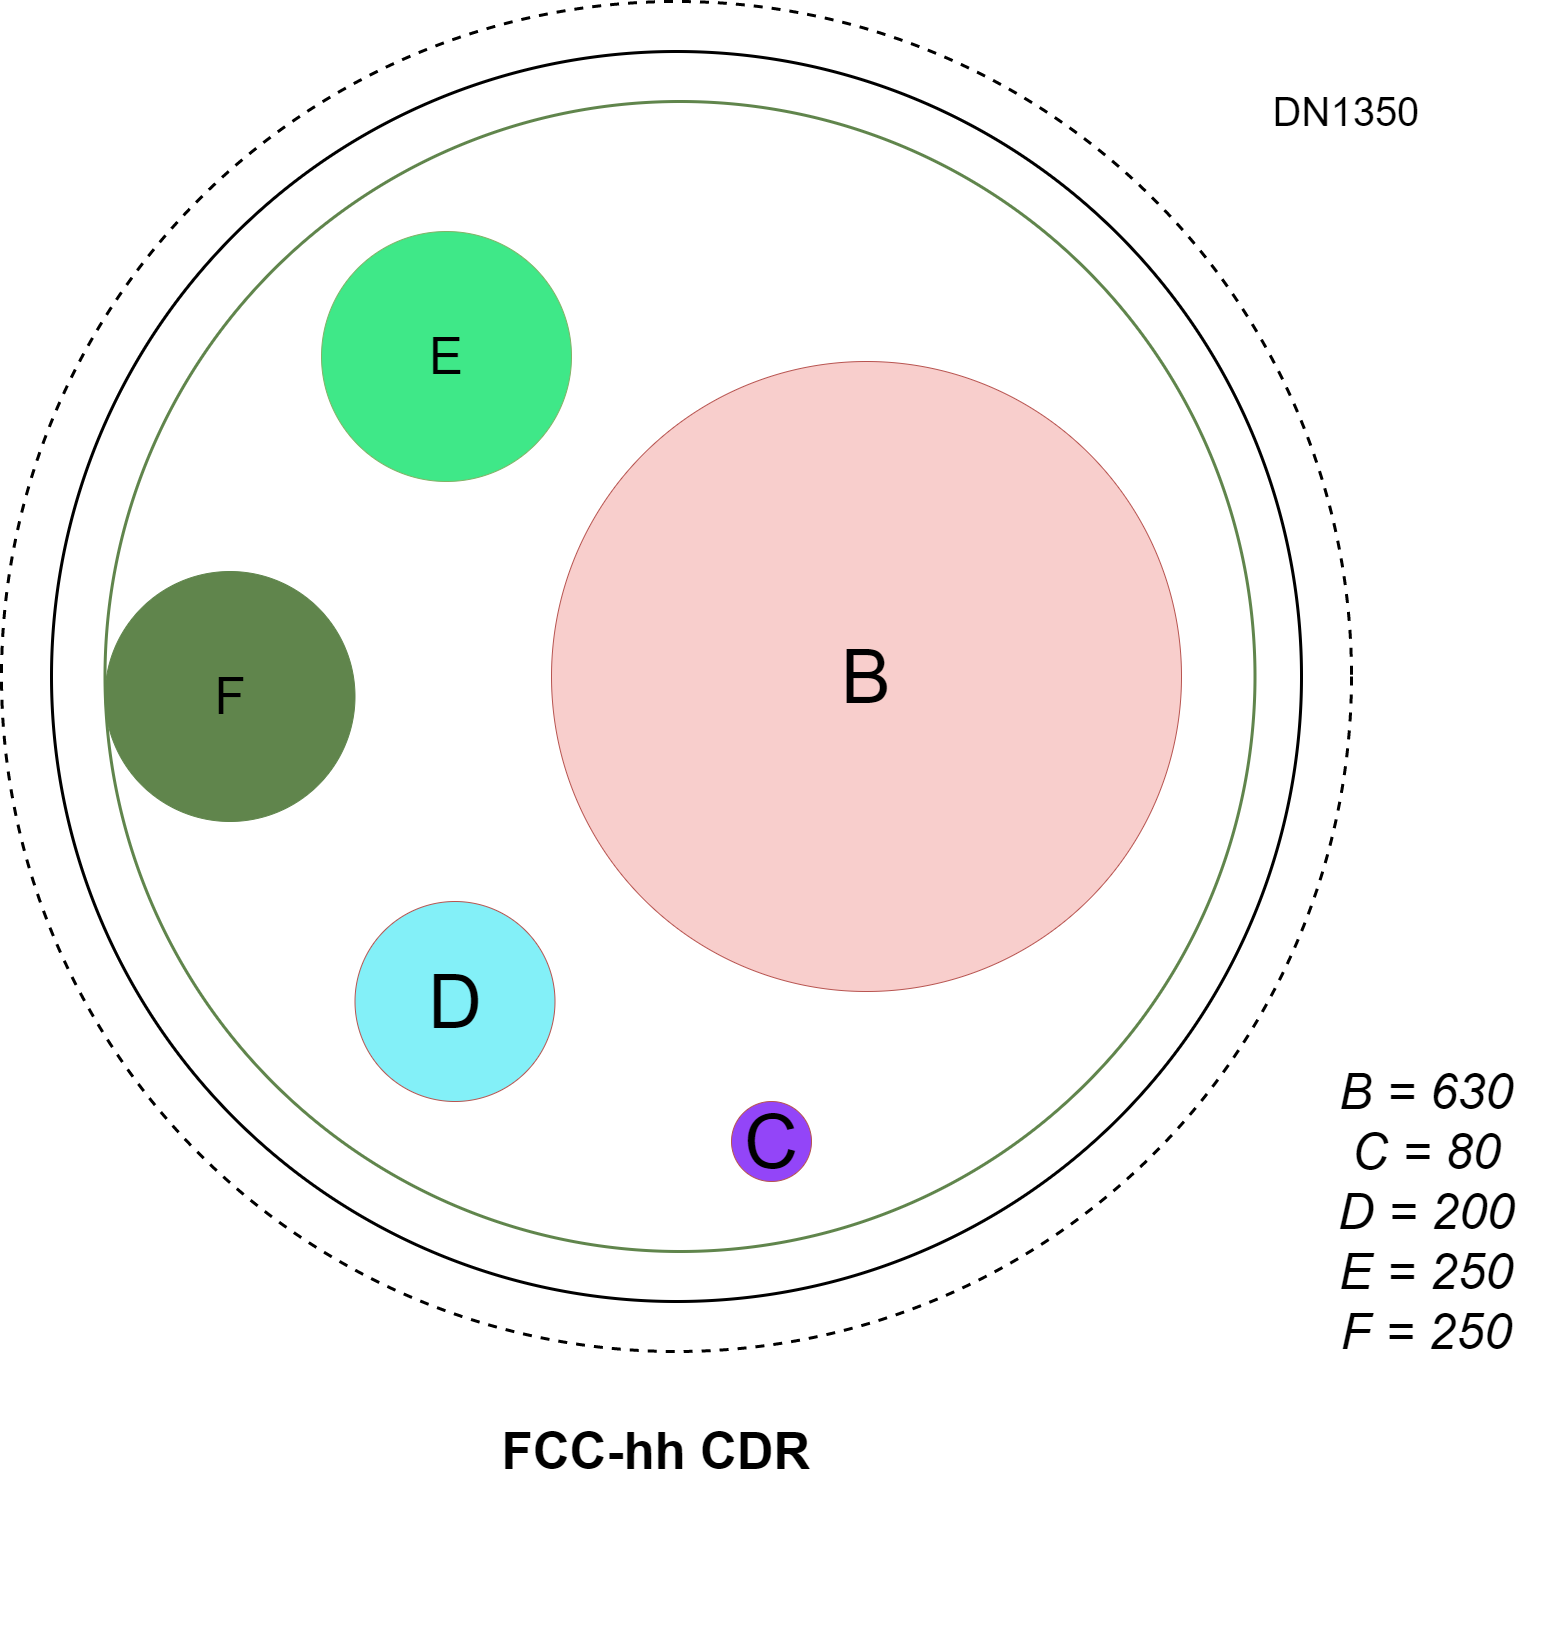 DN1350
E
B
F
D
C
B = 630
C = 80
D = 200
E = 250
F = 250
FCC-hh CDR